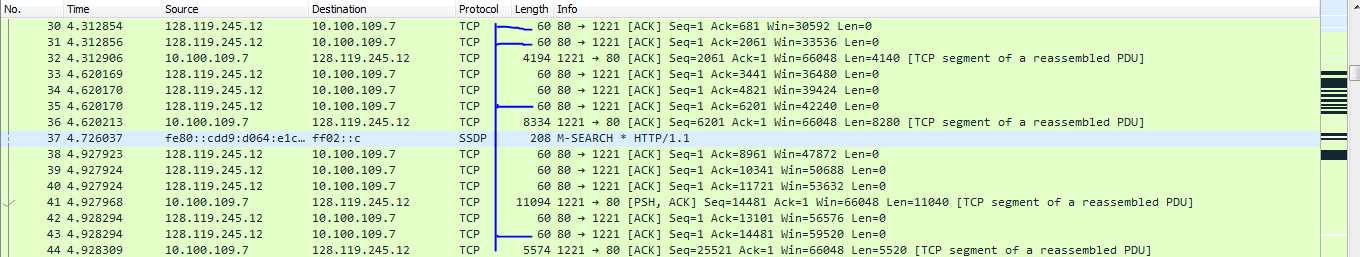 No. Time Source Destination Protocol Length Info
30 4.312854 128.119.245.12 10.100.109.7 TCP 60 80 → 1221 [ACK] Seq=1 Ack=681 Win=30592 Len=0
31 4.312856 128.119.245.12 10.100.109.7 TCP 60 80 → 1221 [ACK] Seq=1 Ack=2061 Win=33536 Len=0
32 4.312906 10.100.109.7 128.119.245.12 TCP 4194 1221 → 80 [ACK] Seq=2061 Ack=1 Win=66048 Len=4140 [TCP segment of a reassembled PDU]
33 4.620169 128.119.245.12 10.100.109.7 TCP 60 80 → 1221 [ACK] Seq=1 Ack=3441 Win=36480 Len=0
34 4.620170 128.119.245.12 10.100.109.7 TCP 60 80 → 1221 [ACK] Seq=1 Ack=4821 Win=39424 Len=0
35 4.620170 128.119.245.12 10.100.109.7 TCP 60 80 → 1221 [ACK] Seq=1 Ack=6201 Win=42240 Len=0
36 4.620213 10.100.109.7 128.119.245.12 TCP 8334 1221 → 80 [ACK] Seq=6201 Ack=1 Win=66048 Len=8280 [TCP segment of a reassembled PDU]
37 4.726037 fe80::cdd9:d064:e1c… ff02::c SSDP 208 M-SEARCH * HTTP/1.1
38 4.927923 128.119.245.12 10.100.109.7 TCP 60 80 → 1221 [ACK] Seq=1 Ack=8961 Win=47872 Len=0
39 4.927924 128.119.245.12 10.100.109.7 TCP 60 80 → 1221 [ACK] Seq=1 Ack=10341 Win=50688 Len=0
40 4.927924 128.119.245.12 10.100.109.7 TCP 60 80 → 1221 [ACK] Seq=1 Ack=11721 Win=53632 Len=0
41 4.927968 10.100.109.7 128.119.245.12 TCP 11094 1221 → 80 [PSH, ACK] Seq=14481 Ack=1 Win=66048 Len=11040 [TCP segment of a reassembled PDU]
42 4.928294 128.119.245.12 10.100.109.7 TCP 60 80 → 1221 [ACK] Seq=1 Ack=13101 Win=56576 Len=0
43 4.928294 128.119.245.12 10.100.109.7 TCP 60 80 → 1221 [ACK] Seq=1 Ack=14481 Win=59520 Len=0
44 4.928309 10.100.109.7 128.119.245.12 TCP 5574 1221 → 80 [ACK] Seq=25521 Ack=1 Win=66048 Len=5520 [TCP segment of a reassembled PDU]